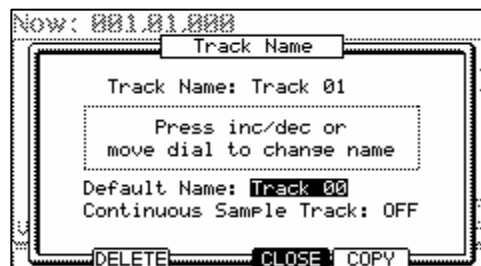 Now: 001.01.000
Track Name
Track Name: Track 01
Press inc/dec or
move dial to change name
Default Name: Track 00
Continuous Sample Track: OFF
DELETE CLOSE COPY